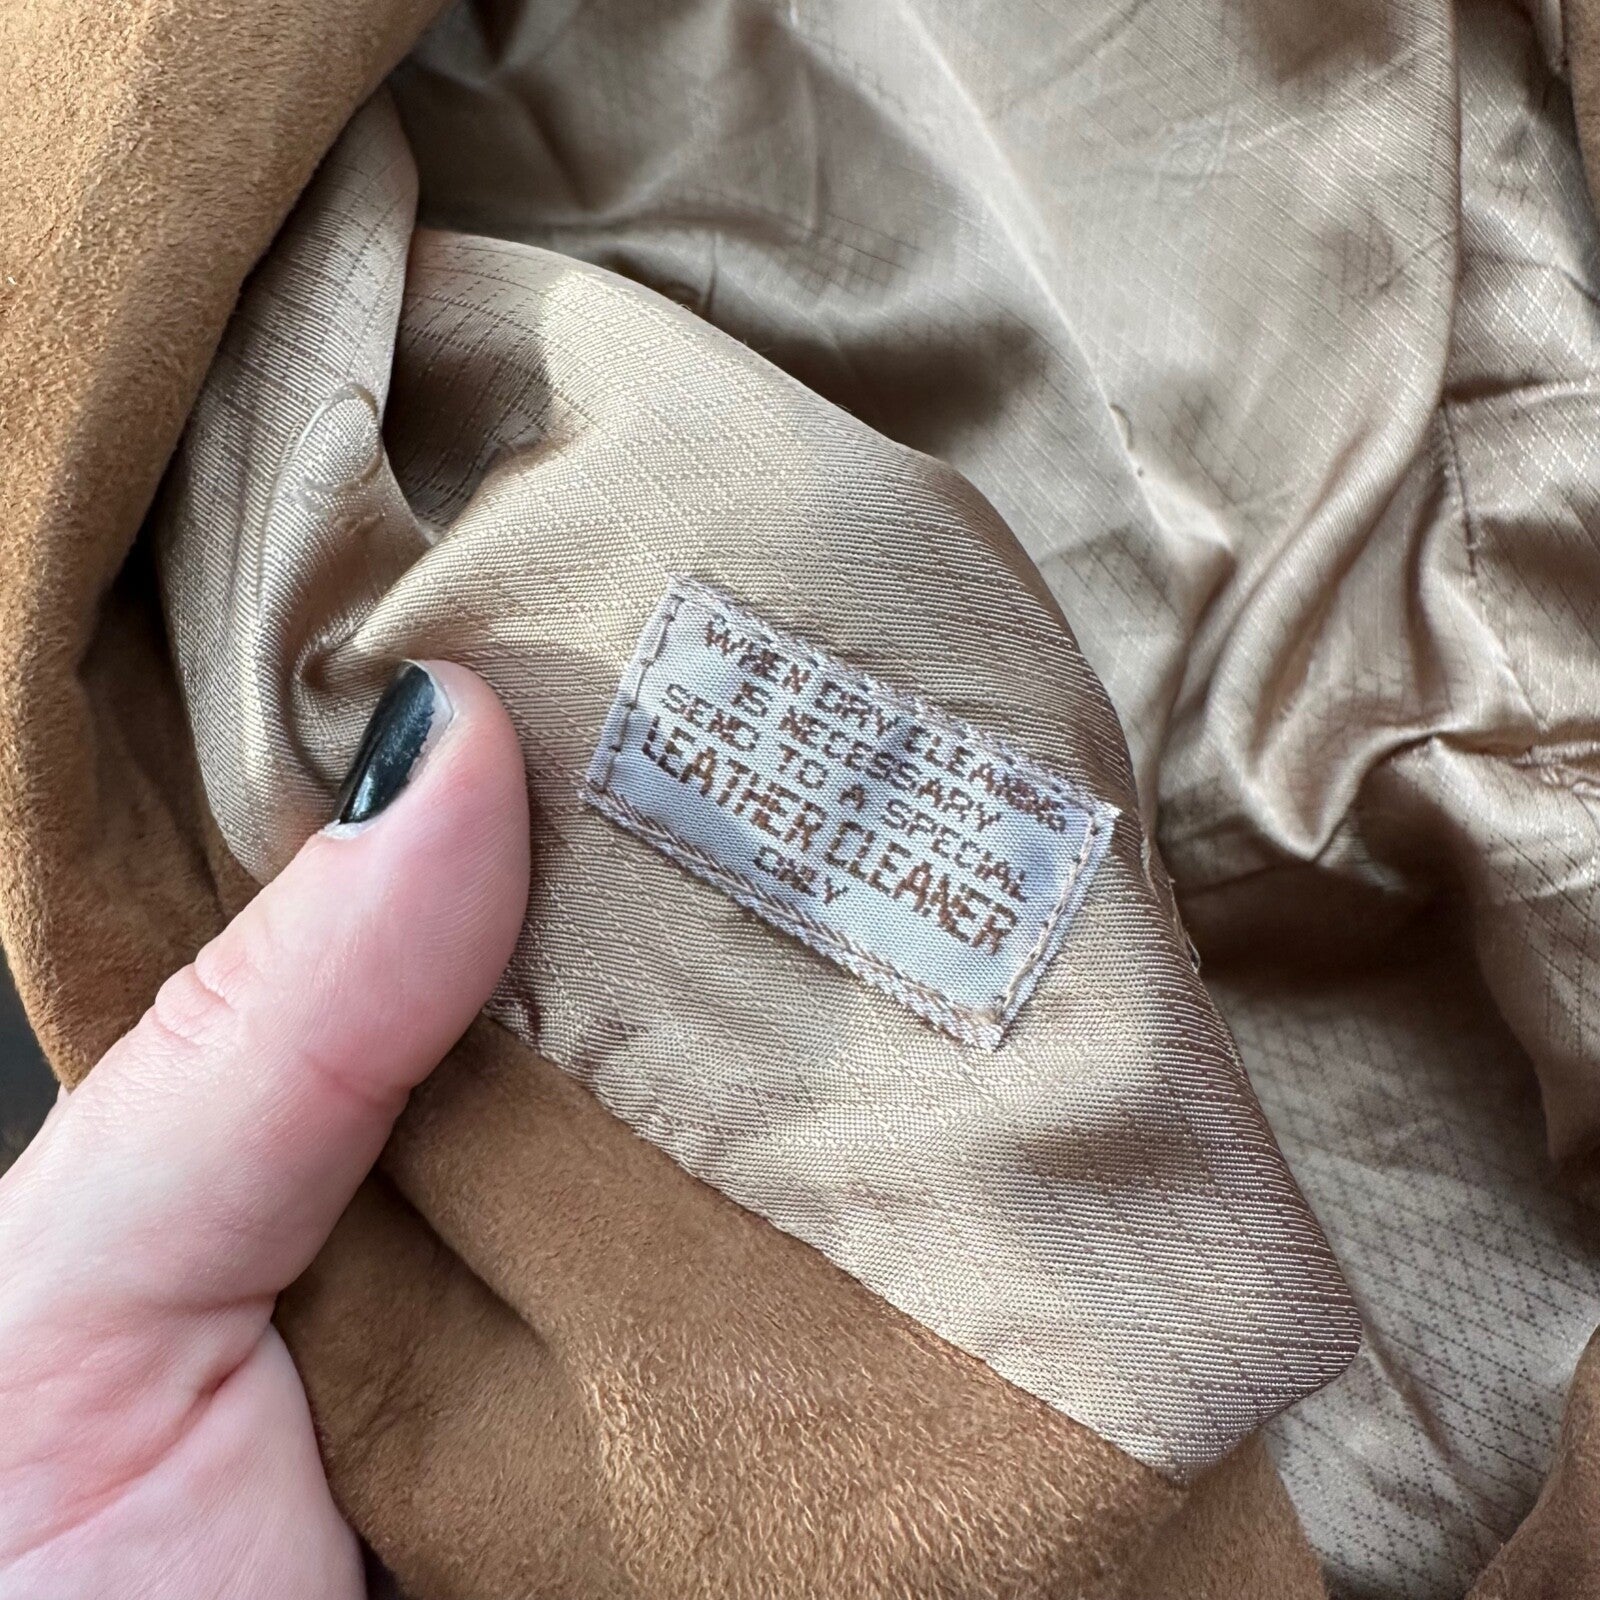 WHEN DRY CLEANING
IS NECESSARY
SEND TO A SPECIAL
LEATHER CLEANER
ONLY